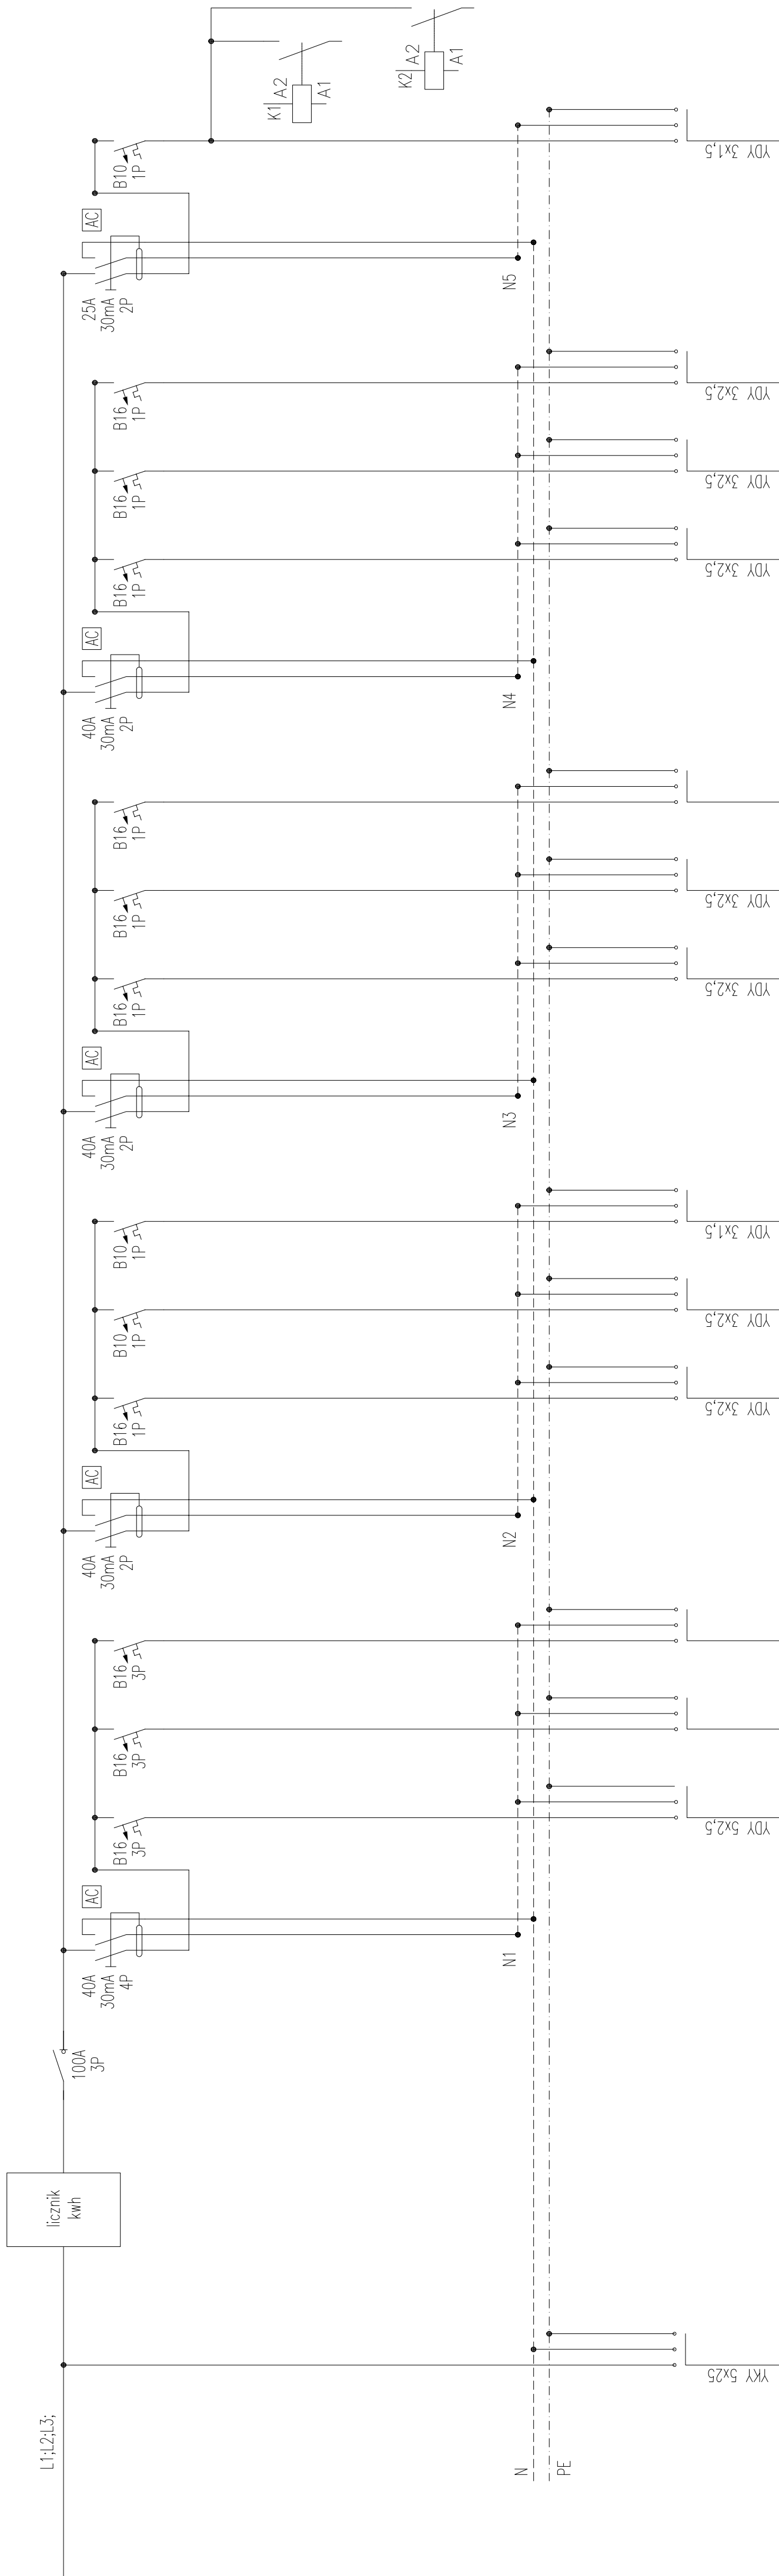 L1;L2;L3;
licznik
kwh
100A
3P
N
PE
YKY 5x25
40A
30mA
4P
AC
B16
3P
B16
3P
B16
3P
N1
YDY 5x2,5
40A
30mA
2P
AC
B16
1P
B10
1P
B10
1P
N2
YDY 3x2,5
YDY 3x2,5
YDY 3x1,5
40A
30mA
2P
AC
B16
1P
B16
1P
B16
1P
N3
YDY 3x2,5
YDY 3x2,5
40A
30mA
2P
AC
B16
1P
B16
1P
B16
1P
N4
YDY 3x2,5
YDY 3x2,5
YDY 3x2,5
25A
30mA
2P
AC
B10
1P
N5
YDY 3x1,5
K1
A2
A1
K2
A2
A1